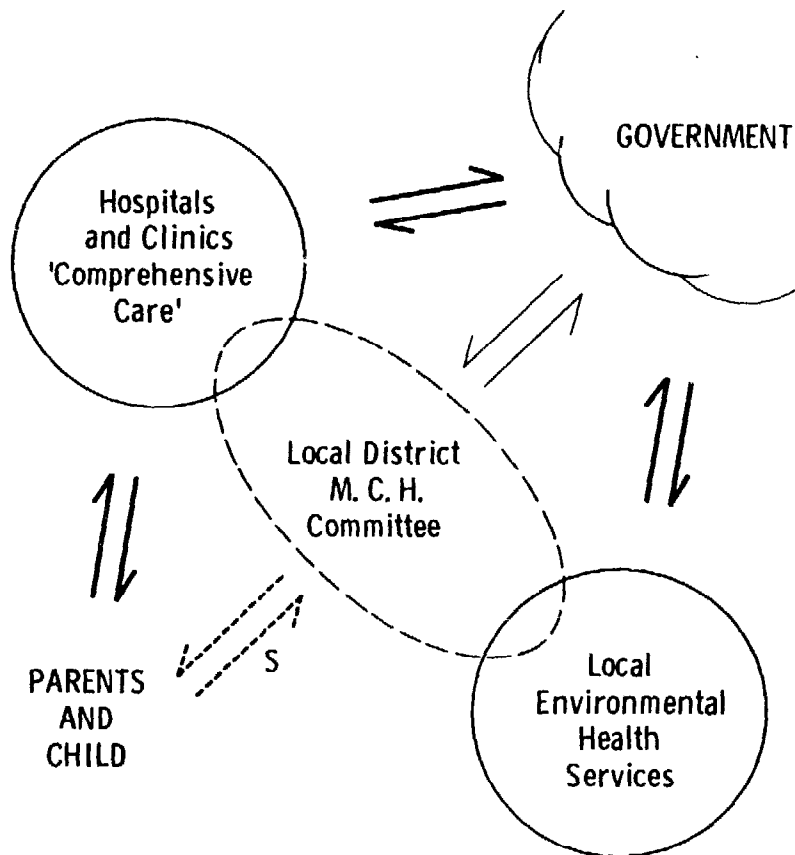 GOVERNMENT
Hospitals
and Clinics
'Comprehensive
Care'
Local District
M. C. H.
Committee
S
PARENTS
AND
CHILD
Local
Environmental
Health
Services